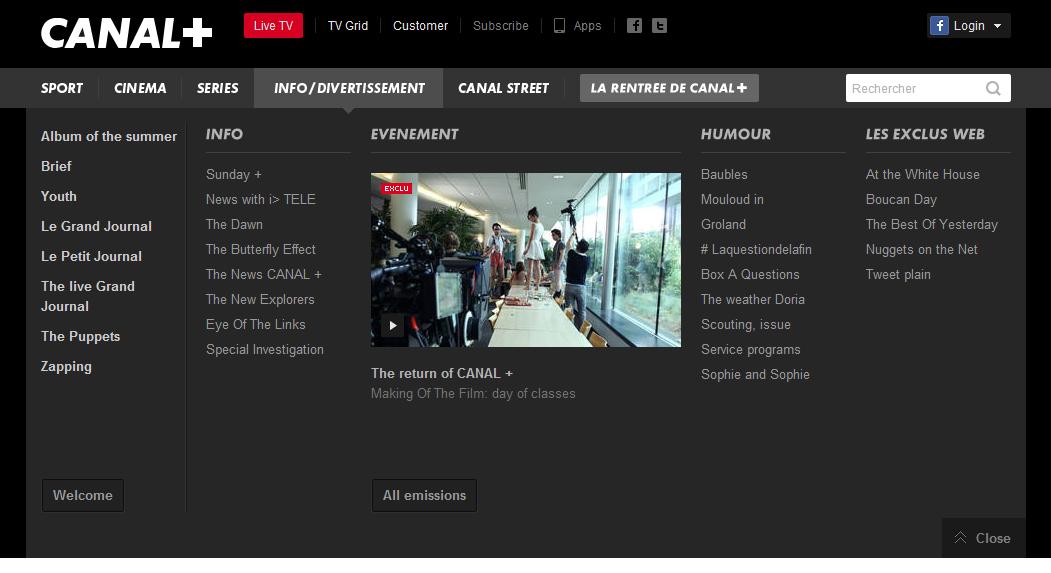 CANAL+
Live TV
TV Grid
Customer
Subscribe
Apps
Login
SPORT
CINEMA
SERIES
INFO/DIVERTISSEMENT
CANAL STREET
LA RENTREE DE CANAL+
Rechercher
Album of the summer
Brief
Youth
Le Grand Journal
Le Petit Journal
The live Grand
Journal
The Puppets
Zapping
Welcome
INFO
Sunday +
News with i> TELE
The Dawn
The Butterfly Effect
The News CANAL +
The New Explorers
Eye Of The Links
Special Investigation
EVENEMENT
EXCLU
The return of CANAL +
Making Of The Film: day of classes
All emissions
HUMOUR
Baubles
Mouloud in
Groland
# Laquestiondelafin
Box A Questions
The weather Doria
Scouting, issue
Service programs
Sophie and Sophie
LES EXCLUS WEB
At the White House
Boucan Day
The Best Of Yesterday
Nuggets on the Net
Tweet plain
Close